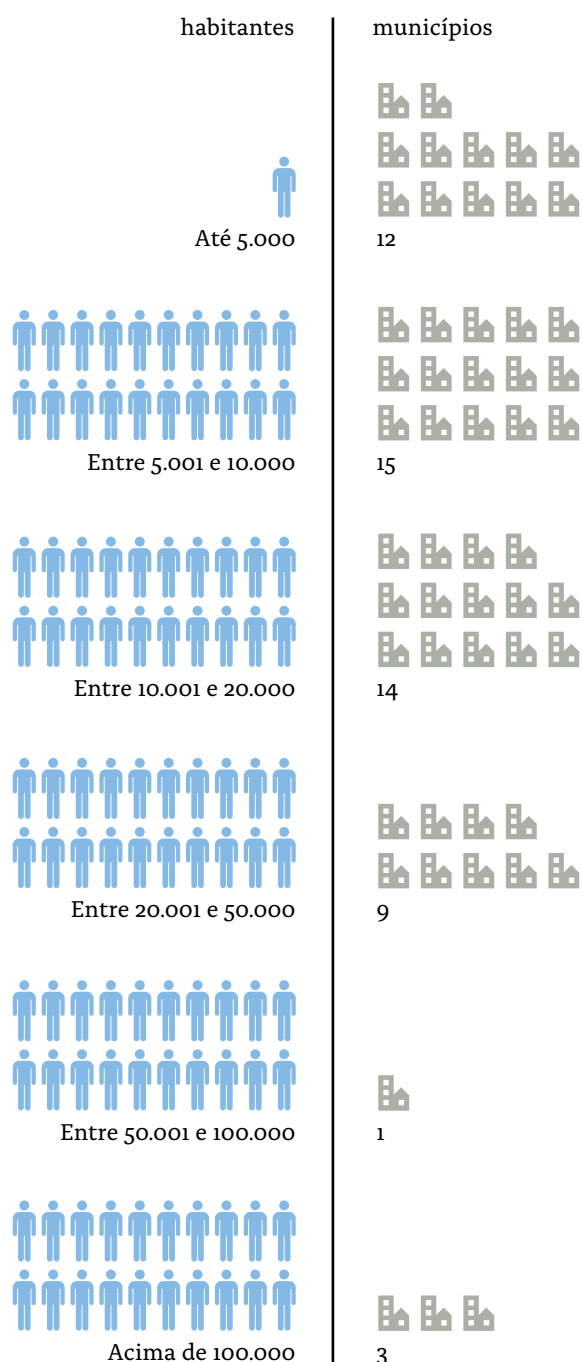 habitantes municípios
Até 5.000 12
Entre 5.001 e 10.000 15
Entre 10.001 e 20.000 14
Entre 20.001 e 50.000 9
Entre 50.001 e 100.000 1
Acima de 100.000 3